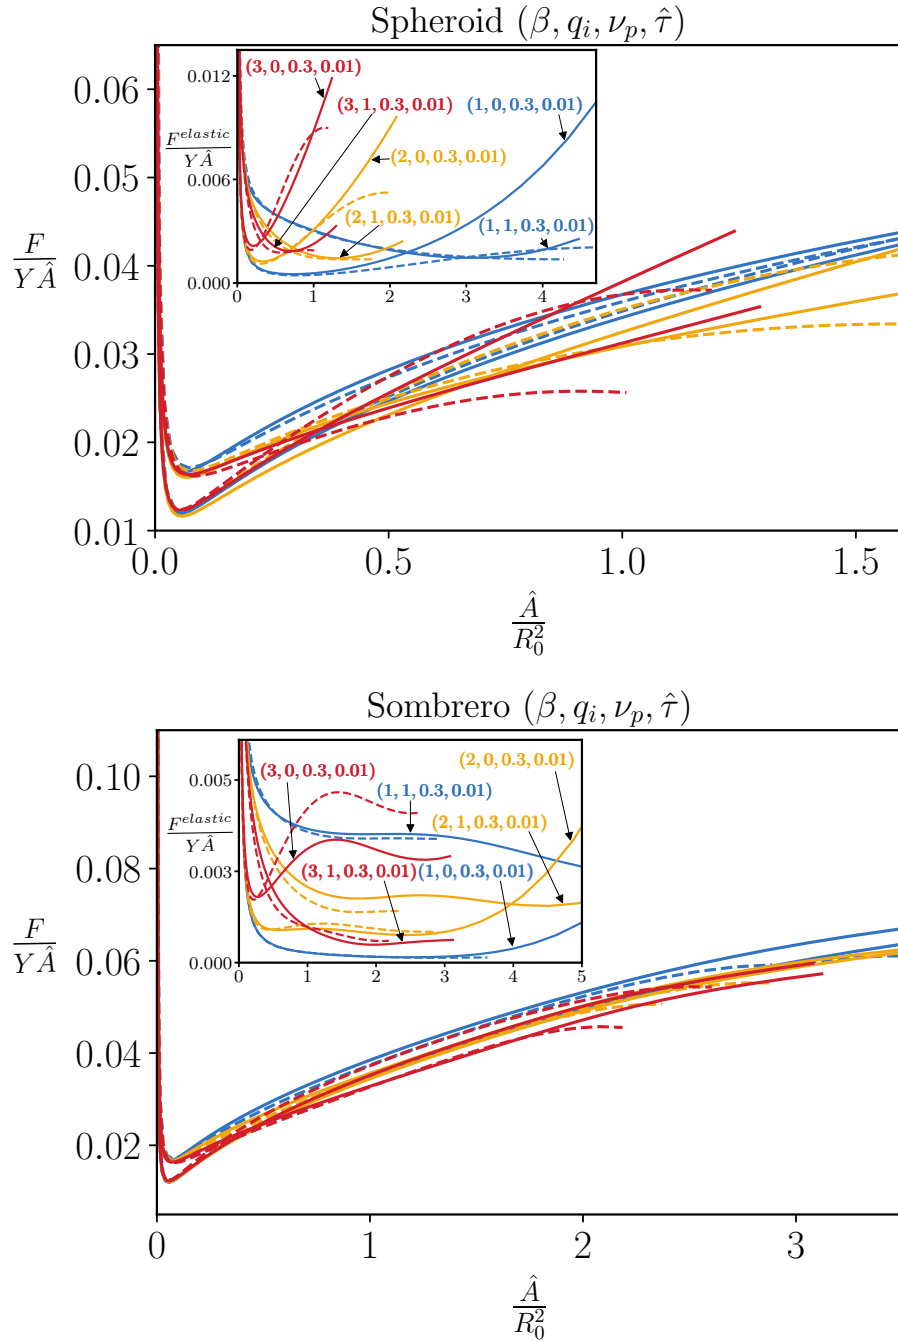 Spheroid (β, q_i, ν_p, τ̂)
0.06
0.05
0.04
0.03
0.02
0.01
F
YÂ
0.012
0.006
0.000
F^{elastic}
YÂ
(3, 0, 0.3, 0.01)
(3, 1, 0.3, 0.01)
(1, 0, 0.3, 0.01)
(2, 0, 0.3, 0.01)
(2, 1, 0.3, 0.01)
(1, 1, 0.3, 0.01)
0 1 2 3 4
0.0 0.5 1.0 1.5
Â
R_0^2
Sombrero (β, q_i, ν_p, τ̂)
0.10
0.08
0.06
0.04
0.02
F
YÂ
0.005
0.003
0.000
F^{elastic}
YÂ
(2, 0, 0.3, 0.01)
(3, 0, 0.3, 0.01)
(1, 1, 0.3, 0.01)
(2, 1, 0.3, 0.01)
(3, 1, 0.3, 0.01)
(1, 0, 0.3, 0.01)
0 1 2 3 4 5
0 1 2 3
Â
R_0^2